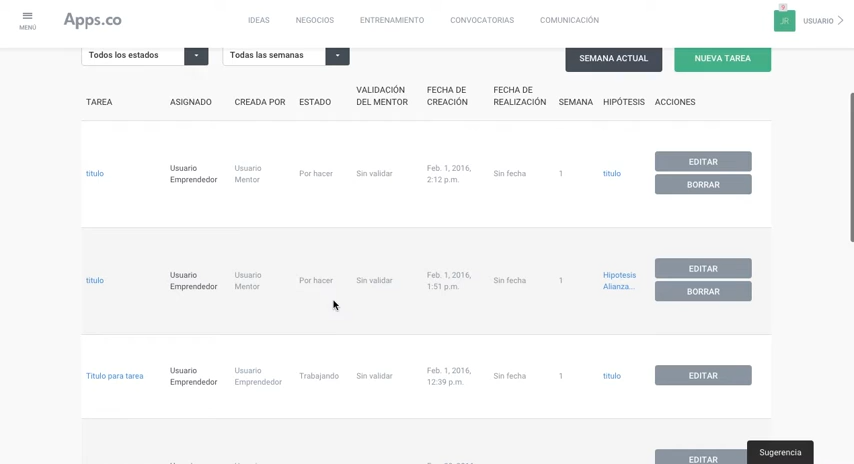 MENÚ
Apps.co
IDEAS NEGOCIOS ENTRENAMIENTO CONVOCATORIAS COMUNICACIÓN
9
JR
USUARIO
Todos los estados
Todas las semanas
SEMANA ACTUAL
NUEVA TAREA
TAREA ASIGNADO CREADA POR ESTADO VALIDACIÓN DEL MENTOR FECHA DE CREACIÓN FECHA DE REALIZACIÓN SEMANA HIPÓTESIS ACCIONES
titulo Usuario Emprendedor Usuario Mentor Por hacer Sin validar Feb. 1, 2016, 2:12 p.m. Sin fecha 1 titulo
EDITAR
BORRAR
titulo Usuario Emprendedor Usuario Mentor Por hacer Sin validar Feb. 1, 2016, 1:51 p.m. Sin fecha 1 Hipotesis Alianza...
EDITAR
BORRAR
Titulo para tarea Usuario Emprendedor Usuario Emprendedor Trabajando Sin validar Feb. 1, 2016, 12:39 p.m. Sin fecha 1 titulo
EDITAR
EDITAR
Sugerencia